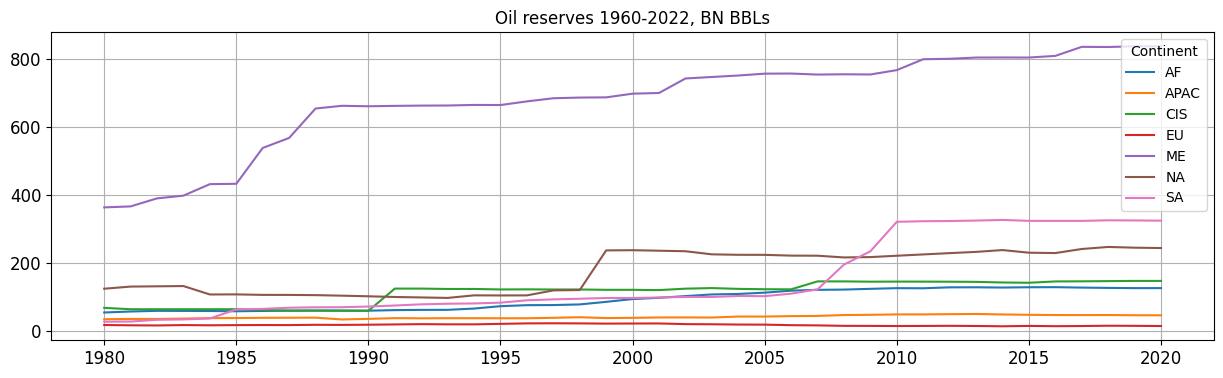 Oil reserves 1960-2022, BN BBLs
800
600
400
200
0
1980 1985 1990 1995 2000 2005 2010 2015 2020
Continent
AF
APAC
CIS
EU
ME
NA
SA